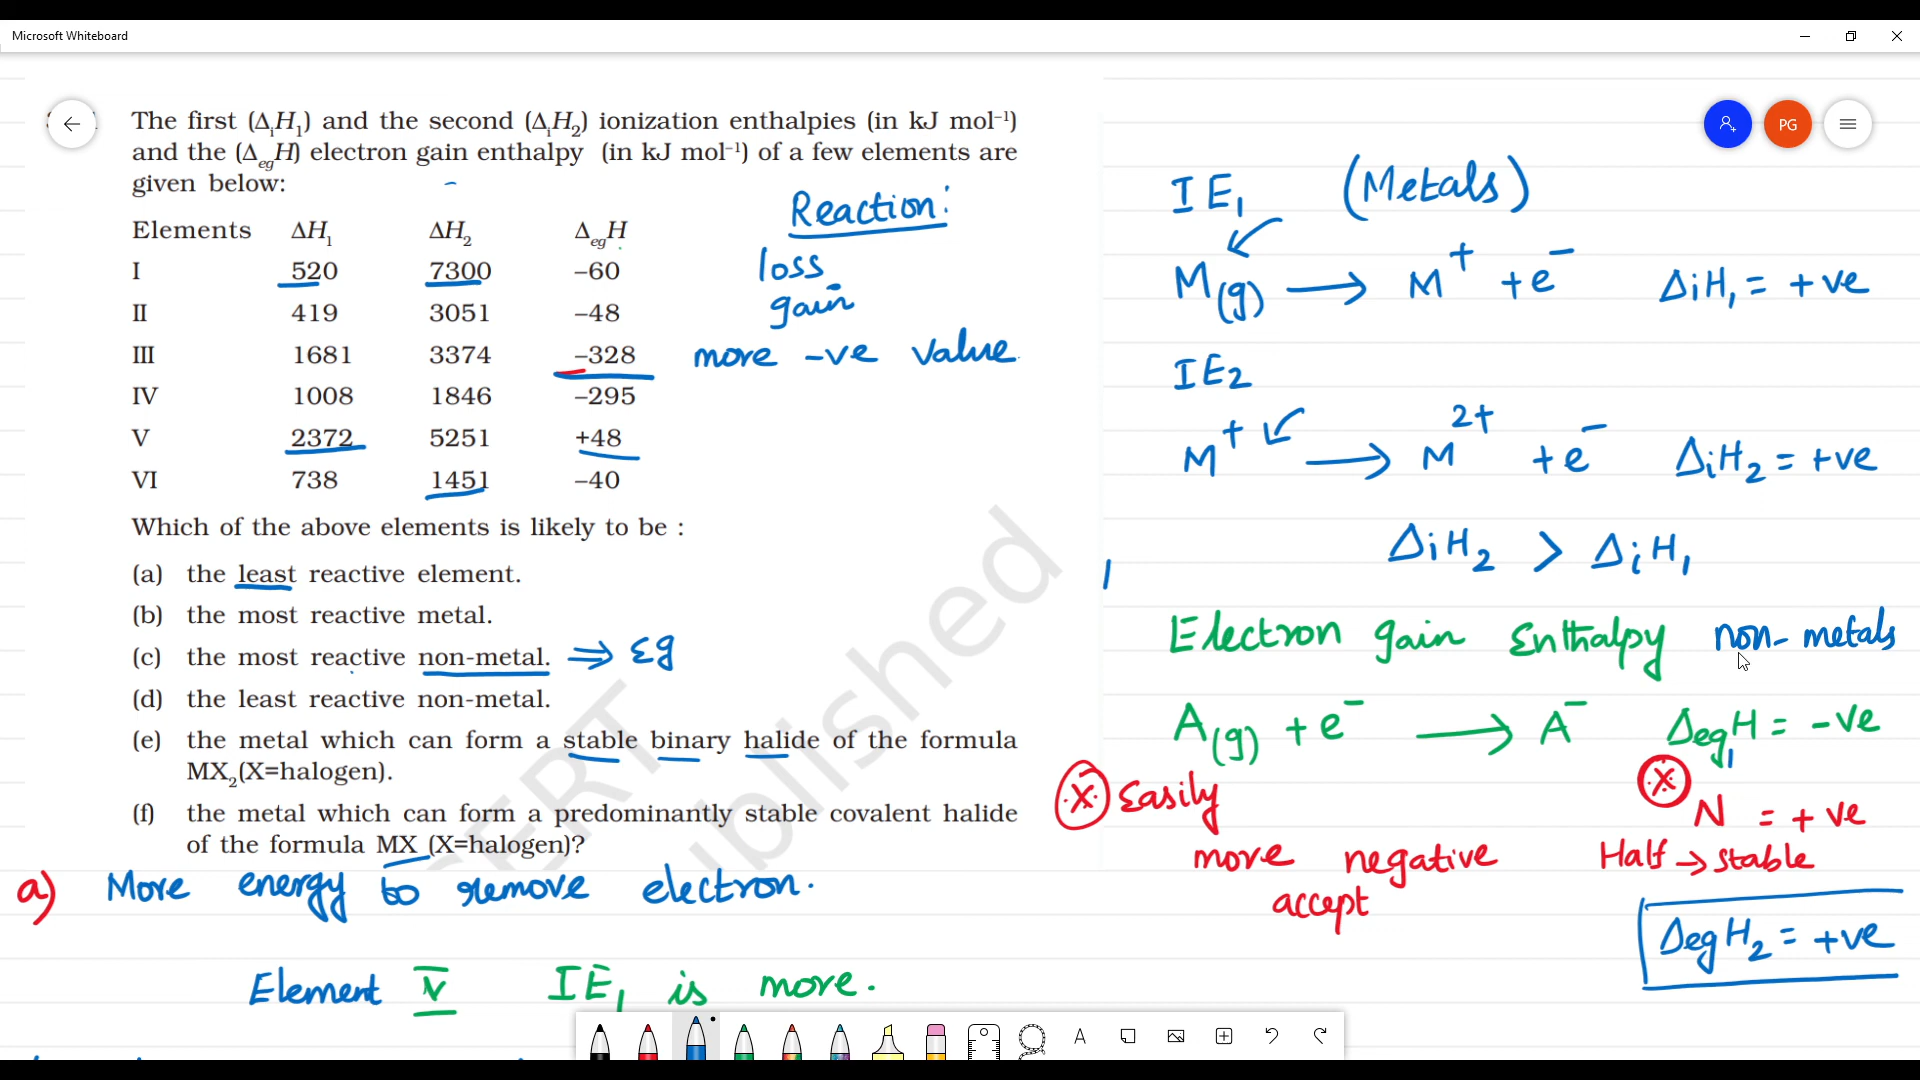 Microsoft Whiteboard
The first (ΔᵢH₁) and the second (ΔᵢH₂) ionization enthalpies (in kJ mol⁻¹)
and the (Δ_egH) electron gain enthalpy (in kJ mol⁻¹) of a few elements are
given below:
Elements ΔH₁ ΔH₂ Δ_egH
I 520 7300 –60
II 419 3051 –48
III 1681 3374 –328
IV 1008 1846 –295
V 2372 5251 +48
VI 738 1451 –40
Reaction:
loss
gain
more -ve value
Which of the above elements is likely to be :
(a) the least reactive element.
(b) the most reactive metal.
(c) the most reactive non-metal. ⇒ εg
(d) the least reactive non-metal.
(e) the metal which can form a stable binary halide of the formula
MX₂(X=halogen).
(f) the metal which can form a predominantly stable covalent halide
of the formula MX (X=halogen)?
a) More energy to remove electron.
Element V IE₁ is more.
PG
IE₁ (Metals)
M(g) → M⁺ + e⁻ ΔiH₁ = +ve
IE₂
M⁺ → M²⁺ + e⁻ ΔiH₂ = +ve
ΔiH₂ > ΔiH₁
Electron gain Enthalpy non-metals
A(g) + e⁻ → A⁻ ΔegH₁ = -ve
X Easily
X
N = +ve
more negative
Half → stable
accept
ΔegH₂ = +ve
NCERT
published
A